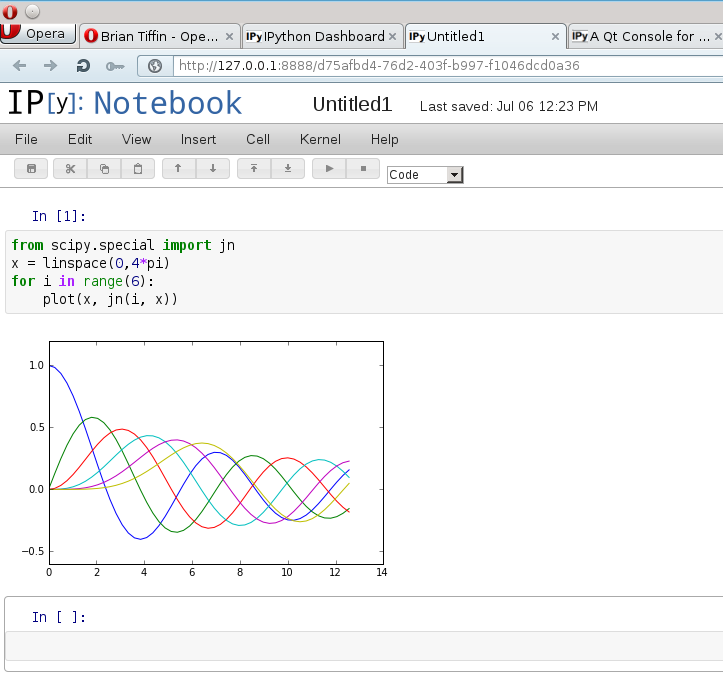 Opera
Brian Tiffin - Ope...
IPy IPython Dashboard
IPy Untitled1
IPy A Qt Console for ...
http://127.0.0.1:8888/d75afbd4-76d2-403f-b997-f1046dcd0a36
IP[y]: Notebook
Untitled1
Last saved: Jul 06 12:23 PM
File Edit View Insert Cell Kernel Help
Code
In [1]:
from scipy.special import jn
x = linspace(0,4*pi)
for i in range(6):
    plot(x, jn(i, x))
1.0
0.5
0.0
−0.5
0 2 4 6 8 10 12 14
In [ ]: